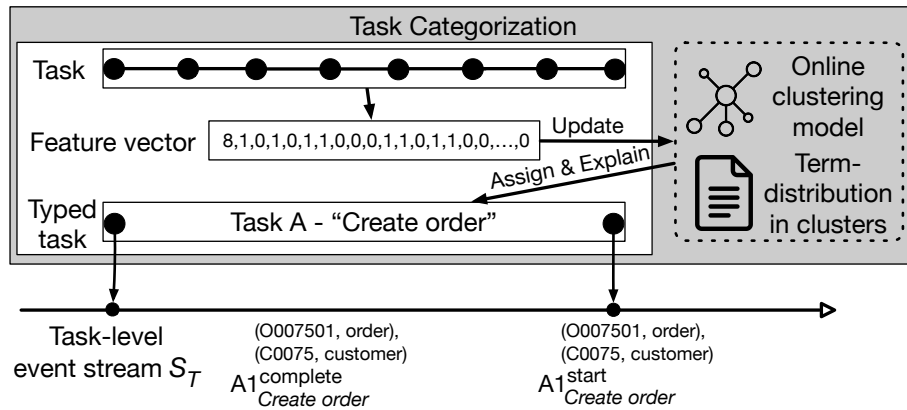 Task Categorization
Task
Feature vector
8,1,0,1,0,1,1,0,0,0,1,1,0,1,1,0,0,...,0
Update
Assign & Explain
Online
clustering
model
Term-
distribution
in clusters
Typed
task
Task A - “Create order”
Task-level
event stream S_T
(O007501, order),
(C0075, customer)
A1 complete
Create order
(O007501, order),
(C0075, customer)
A1 start
Create order